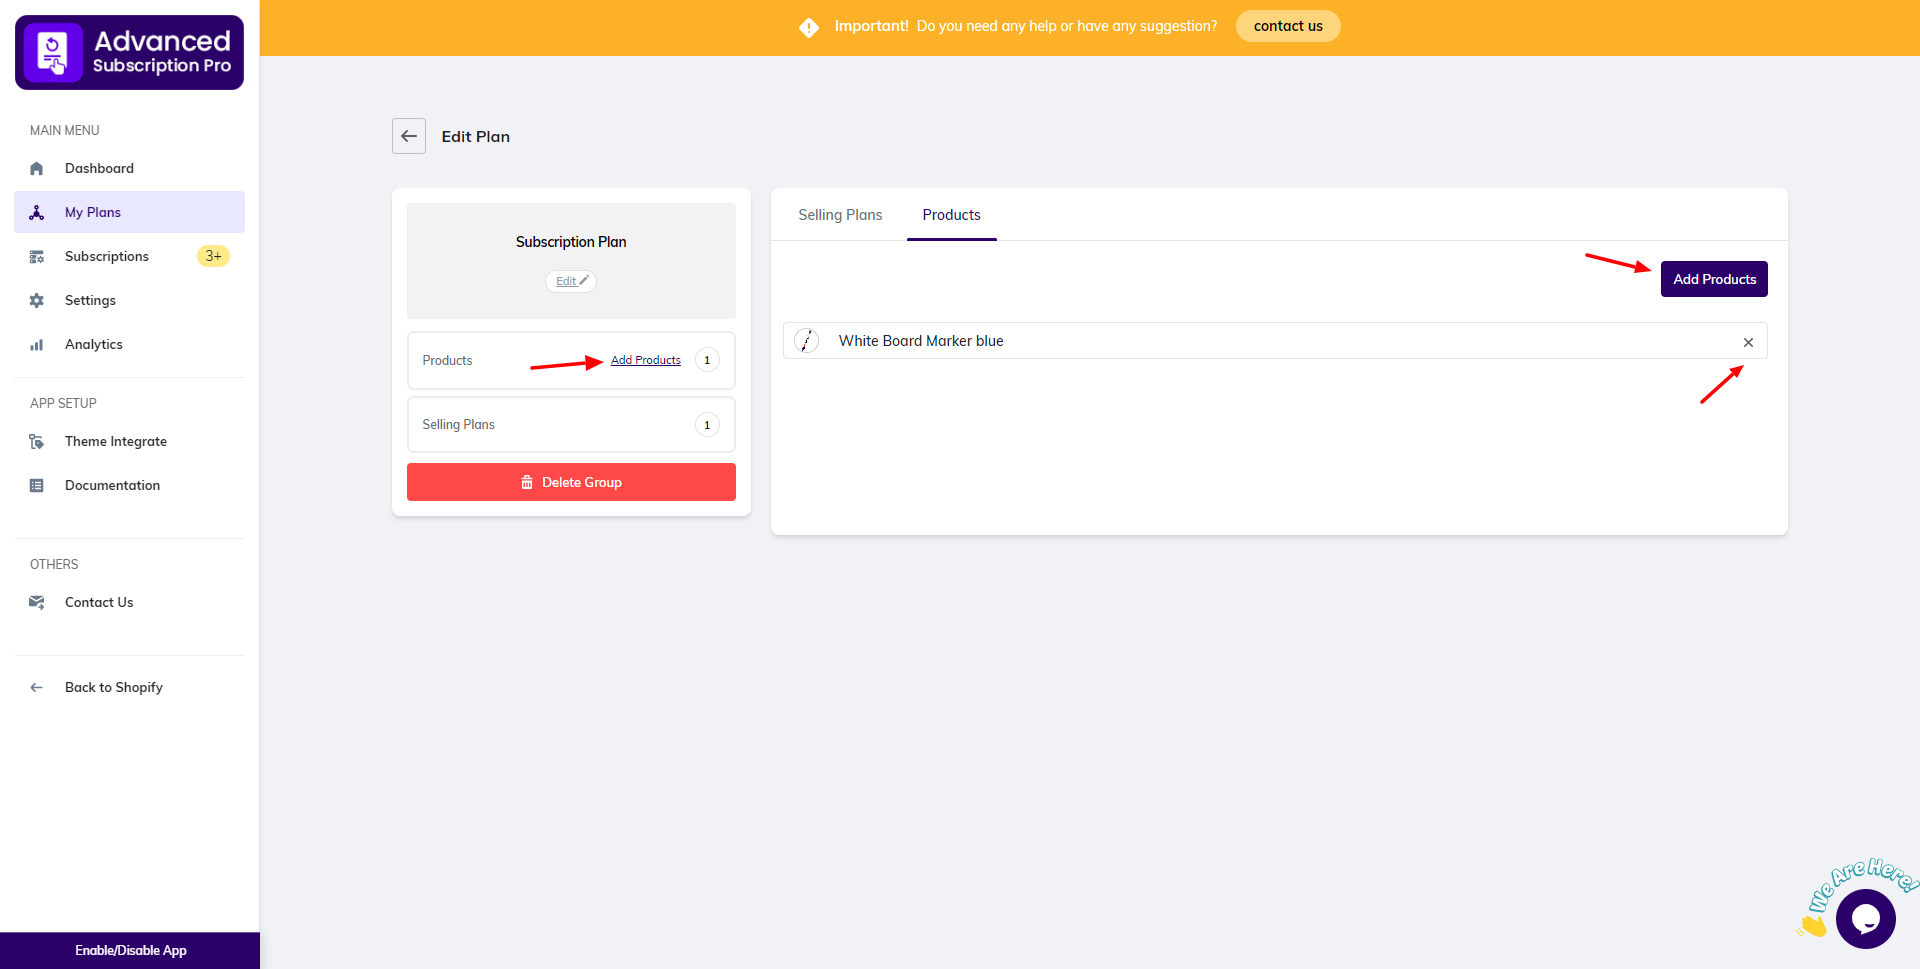 Advanced
Subscription Pro
Important! Do you need any help or have any suggestion? contact us
MAIN MENU
Dashboard
My Plans
Subscriptions 3+
Settings
Analytics
APP SETUP
Theme Integrate
Documentation
OTHERS
Contact Us
Back to Shopify
Enable/Disable App
Edit Plan
Subscription Plan
Edit
Products Add Products 1
Selling Plans 1
Delete Group
Selling Plans Products
Add Products
White Board Marker blue
We Are Here!